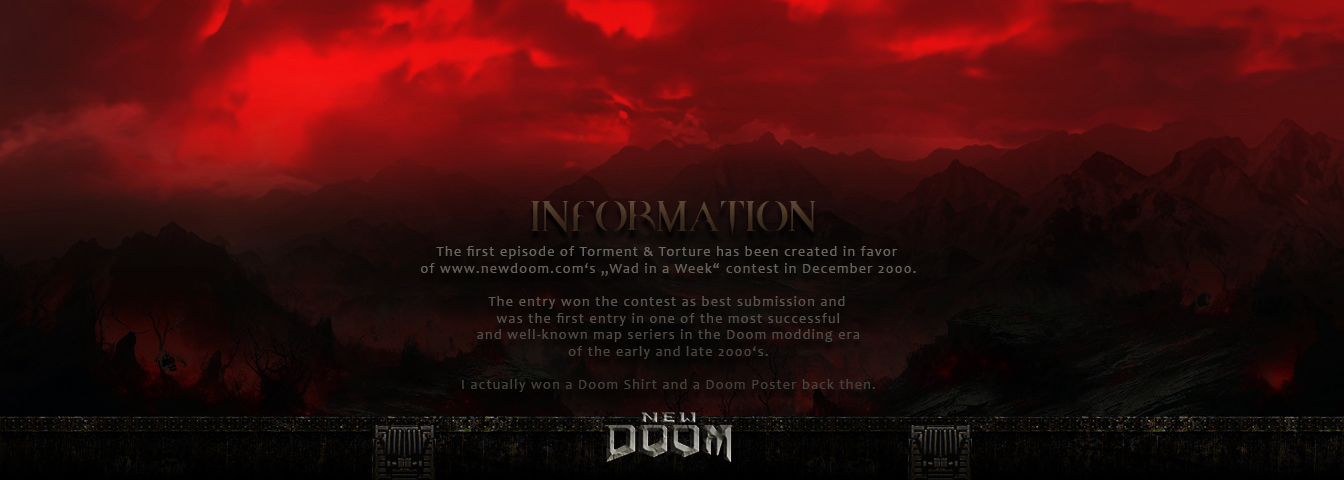 INFORMATION
The first episode of Torment & Torture has been created in favor
of www.newdoom.com‘s „Wad in a Week“ contest in December 2000.
The entry won the contest as best submission and
was the first entry in one of the most successful
and well-known map seriers in the Doom modding era
of the early and late 2000‘s.
I actually won a Doom Shirt and a Doom Poster back then.
NEW
DOOM